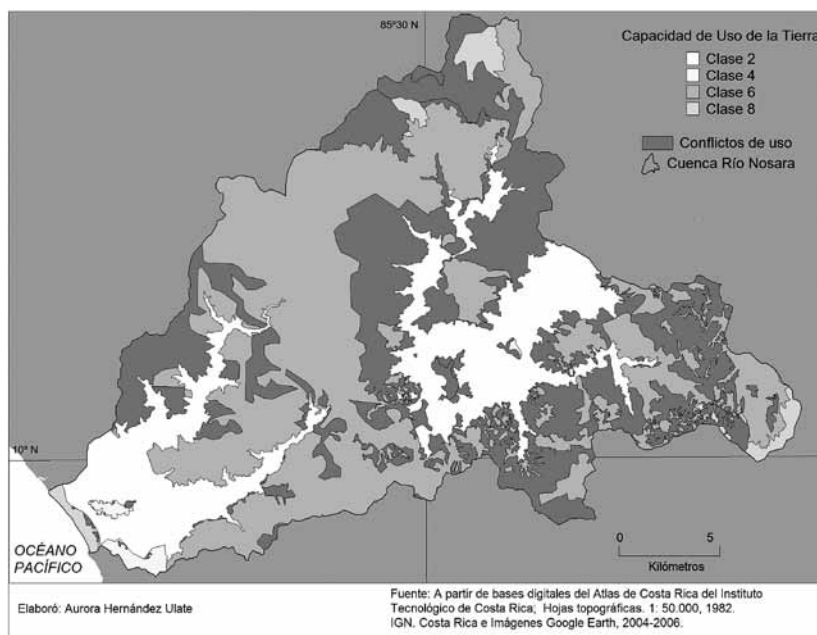 85º30 N
Capacidad de Uso de la Tierra
Clase 2
Clase 4
Clase 6
Clase 8
Conflictos de uso
Cuenca Río Nosara
10º N
OCÉANO
PACÍFICO
0 5
Kilómetros
Elaboró: Aurora Hernández Ulate
Fuente: A partir de bases digitales del Atlas de Costa Rica del Instituto
Tecnológico de Costa Rica; Hojas topográficas. 1: 50.000, 1982.
IGN. Costa Rica e Imágenes Google Earth, 2004-2006.